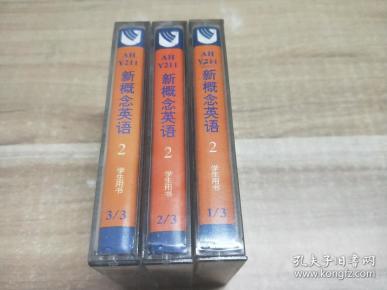 AH
Y211
新概念英语
2
学生用书
3/3
AH
Y211
新概念英语
2
学生用书
2/3
AH
Y211
新概念英语
2
学生用书
1/3
孔夫子旧书网
www.kongfz.com